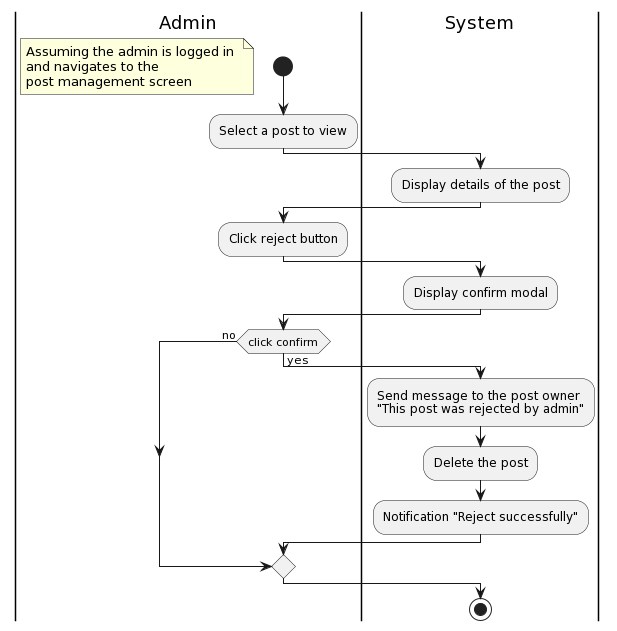 Admin
System
Assuming the admin is logged in
and navigates to the
post management screen
Select a post to view
Display details of the post
Click reject button
Display confirm modal
no
click confirm
yes
Send message to the post owner
"This post was rejected by admin"
Delete the post
Notification "Reject successfully"